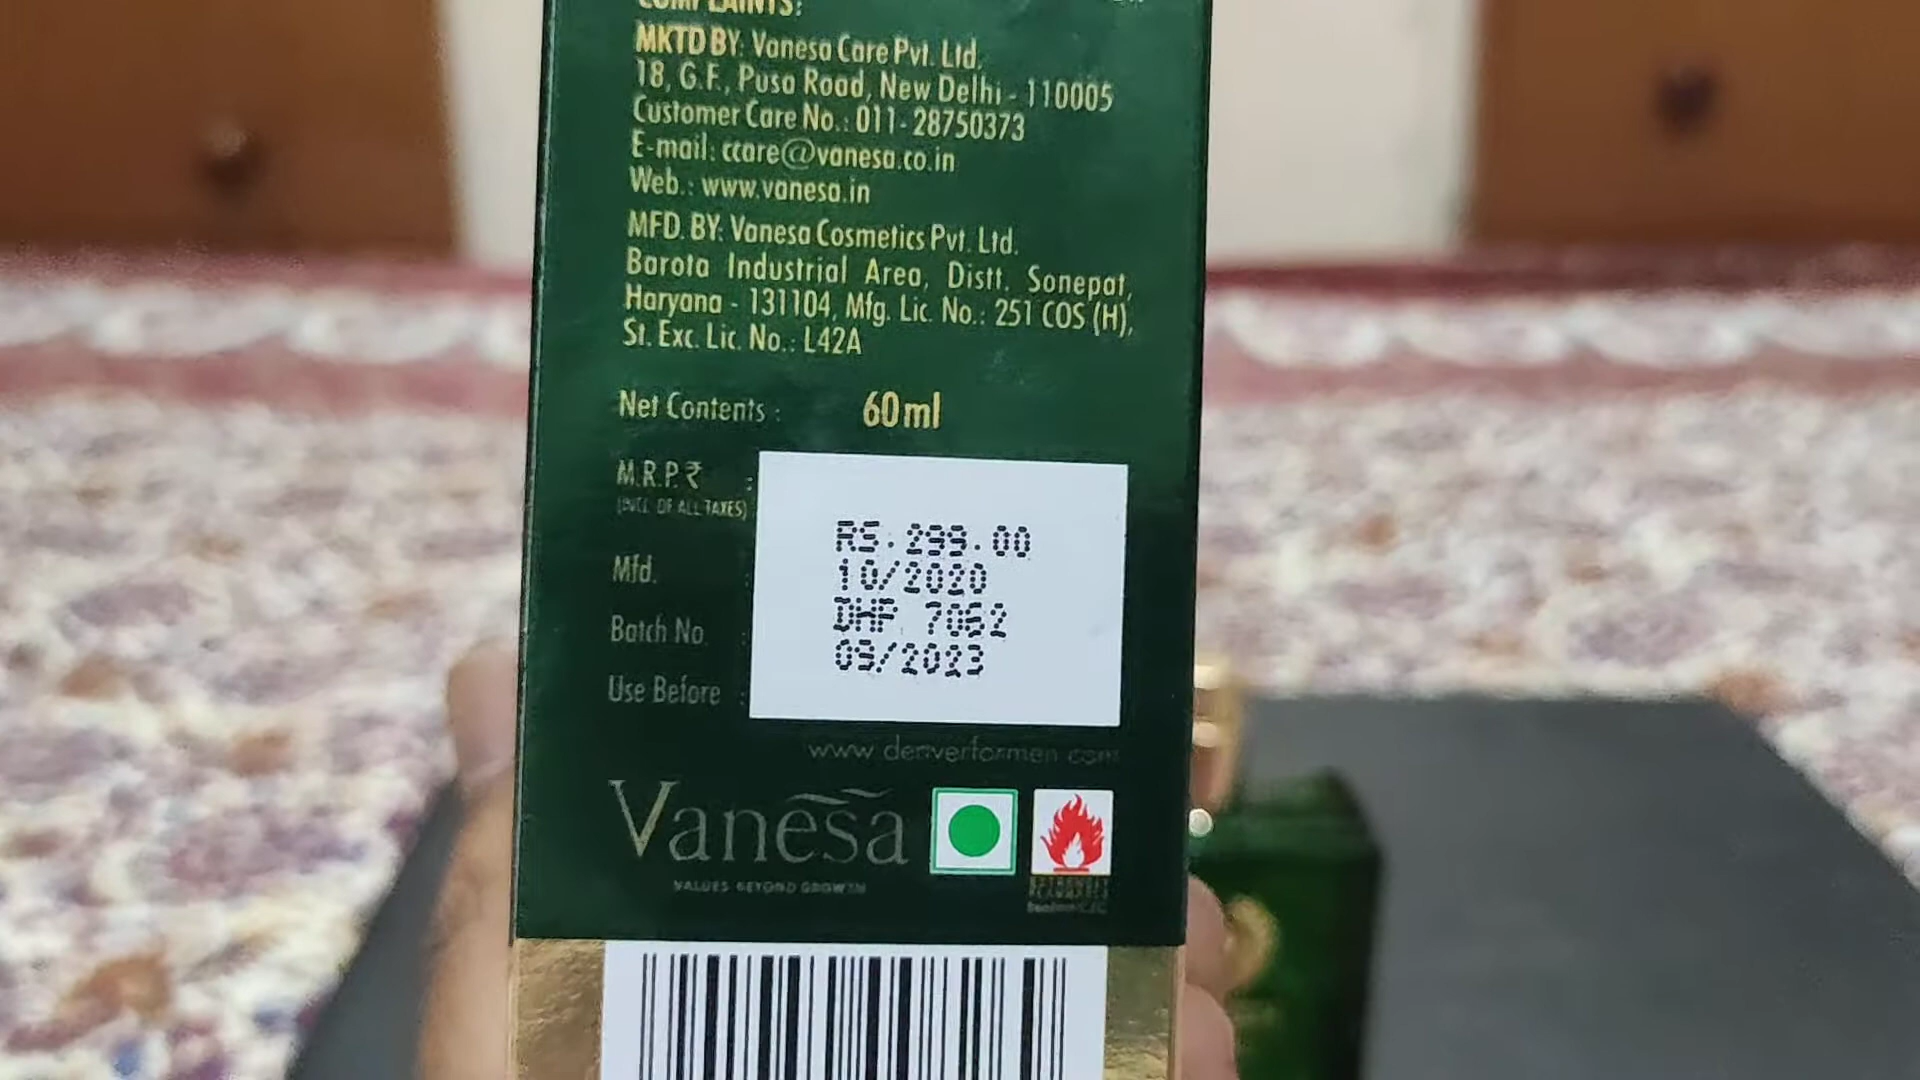 COMPLAINTS:
MKTD BY: Vanesa Care Pvt. Ltd.
18, G.F., Pusa Road, New Delhi - 110005
Customer Care No.: 011- 28750373
E-mail: ccare@vanesa.co.in
Web.: www.vanesa.in
MFD. BY: Vanesa Cosmetics Pvt. Ltd.
Barota Industrial Area, Distt. Sonepat,
Haryana - 131104, Mfg. Lic. No.: 251 COS (H),
St. Exc. Lic. No.: L42A
Net Contents : 60ml
M.R.P. ₹ : RS. 299.00
(INCL. OF ALL TAXES)
Mfd. : 10/2020
Batch No. : DHP 7062
Use Before : 09/2023
www.denverformen.com
Vanesa
VALUES BEYOND GROWTH